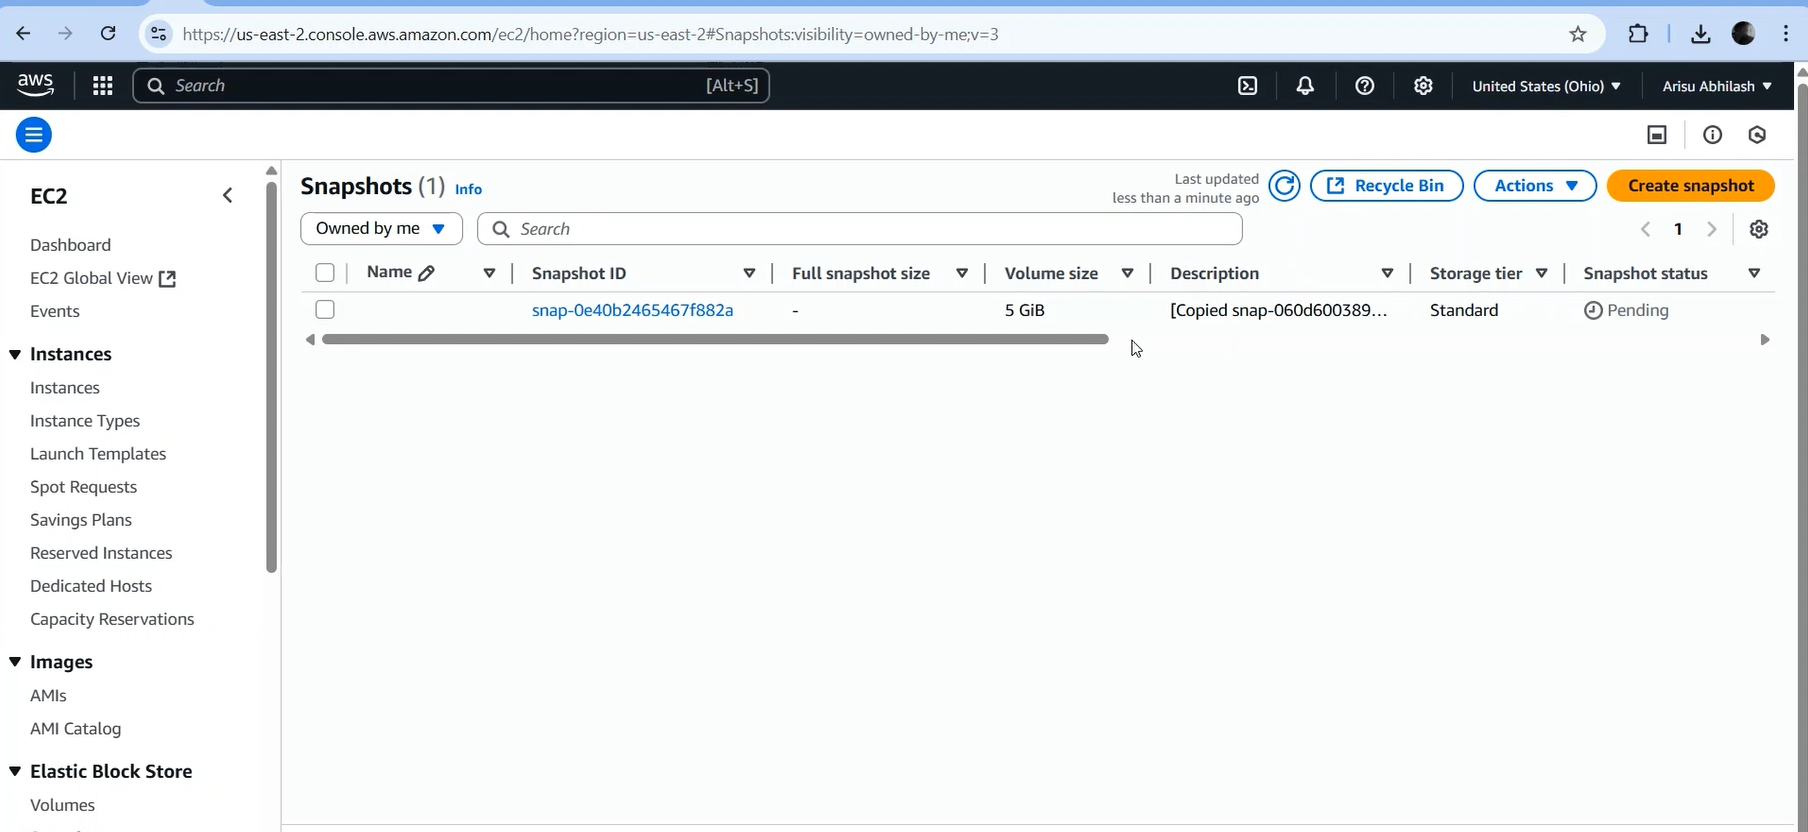 https://us-east-2.console.aws.amazon.com/ec2/home?region=us-east-2#Snapshots:visibility=owned-by-me;v=3
aws Search [Alt+S] United States (Ohio) Arisu Abhilash
EC2
Dashboard
EC2 Global View
Events
Instances
Instances
Instance Types
Launch Templates
Spot Requests
Savings Plans
Reserved Instances
Dedicated Hosts
Capacity Reservations
Images
AMIs
AMI Catalog
Elastic Block Store
Volumes
Snapshots (1) Info
Last updated
less than a minute ago
Recycle Bin Actions Create snapshot
Owned by me Search 1
Name Snapshot ID Full snapshot size Volume size Description Storage tier Snapshot status
snap-0e40b2465467f882a - 5 GiB [Copied snap-060d600389... Standard Pending